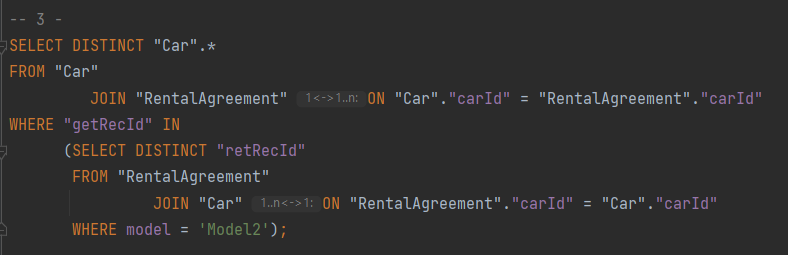 -- 3 -
SELECT DISTINCT "Car".*
FROM "Car"
JOIN "RentalAgreement" 1<->1..n: ON "Car"."carId" = "RentalAgreement"."carId"
WHERE "getRecId" IN
(SELECT DISTINCT "retRecId"
FROM "RentalAgreement"
JOIN "Car" 1..n<->1: ON "RentalAgreement"."carId" = "Car"."carId"
WHERE model = 'Model2');